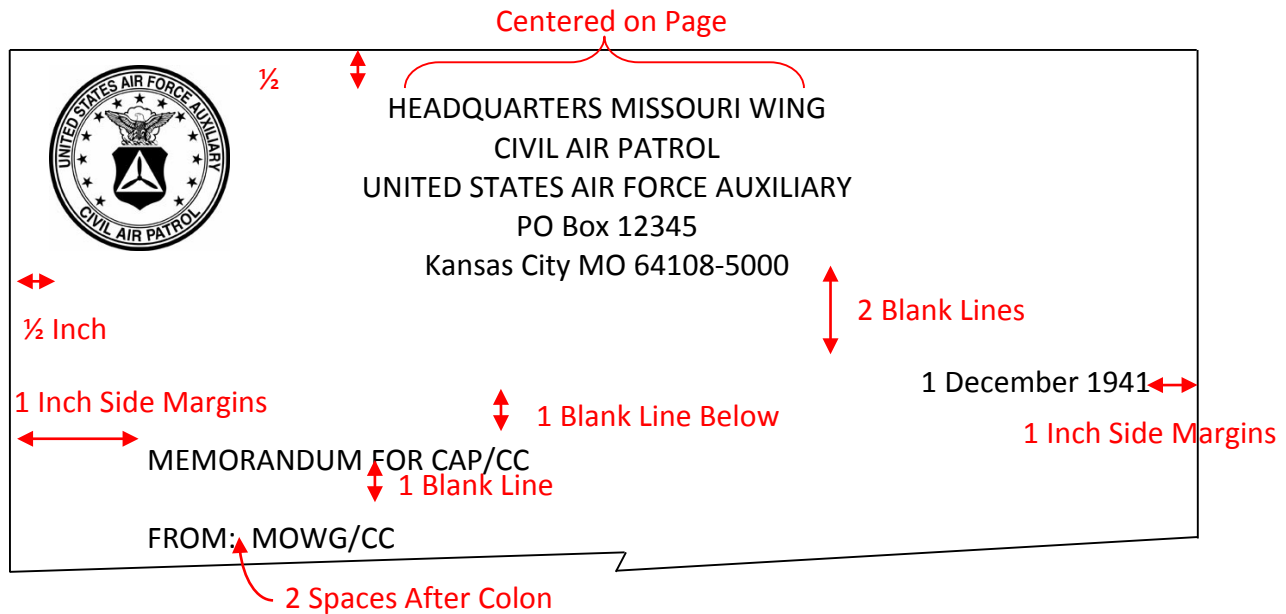 Centered on Page
½
HEADQUARTERS MISSOURI WING
CIVIL AIR PATROL
UNITED STATES AIR FORCE AUXILIARY
PO Box 12345
Kansas City MO 64108-5000
UNITED STATES AIR FORCE AUXILIARY
CIVIL AIR PATROL
½ Inch
2 Blank Lines
1 December 1941
1 Inch Side Margins
1 Blank Line Below
1 Inch Side Margins
MEMORANDUM FOR CAP/CC
1 Blank Line
FROM:  MOWG/CC
2 Spaces After Colon